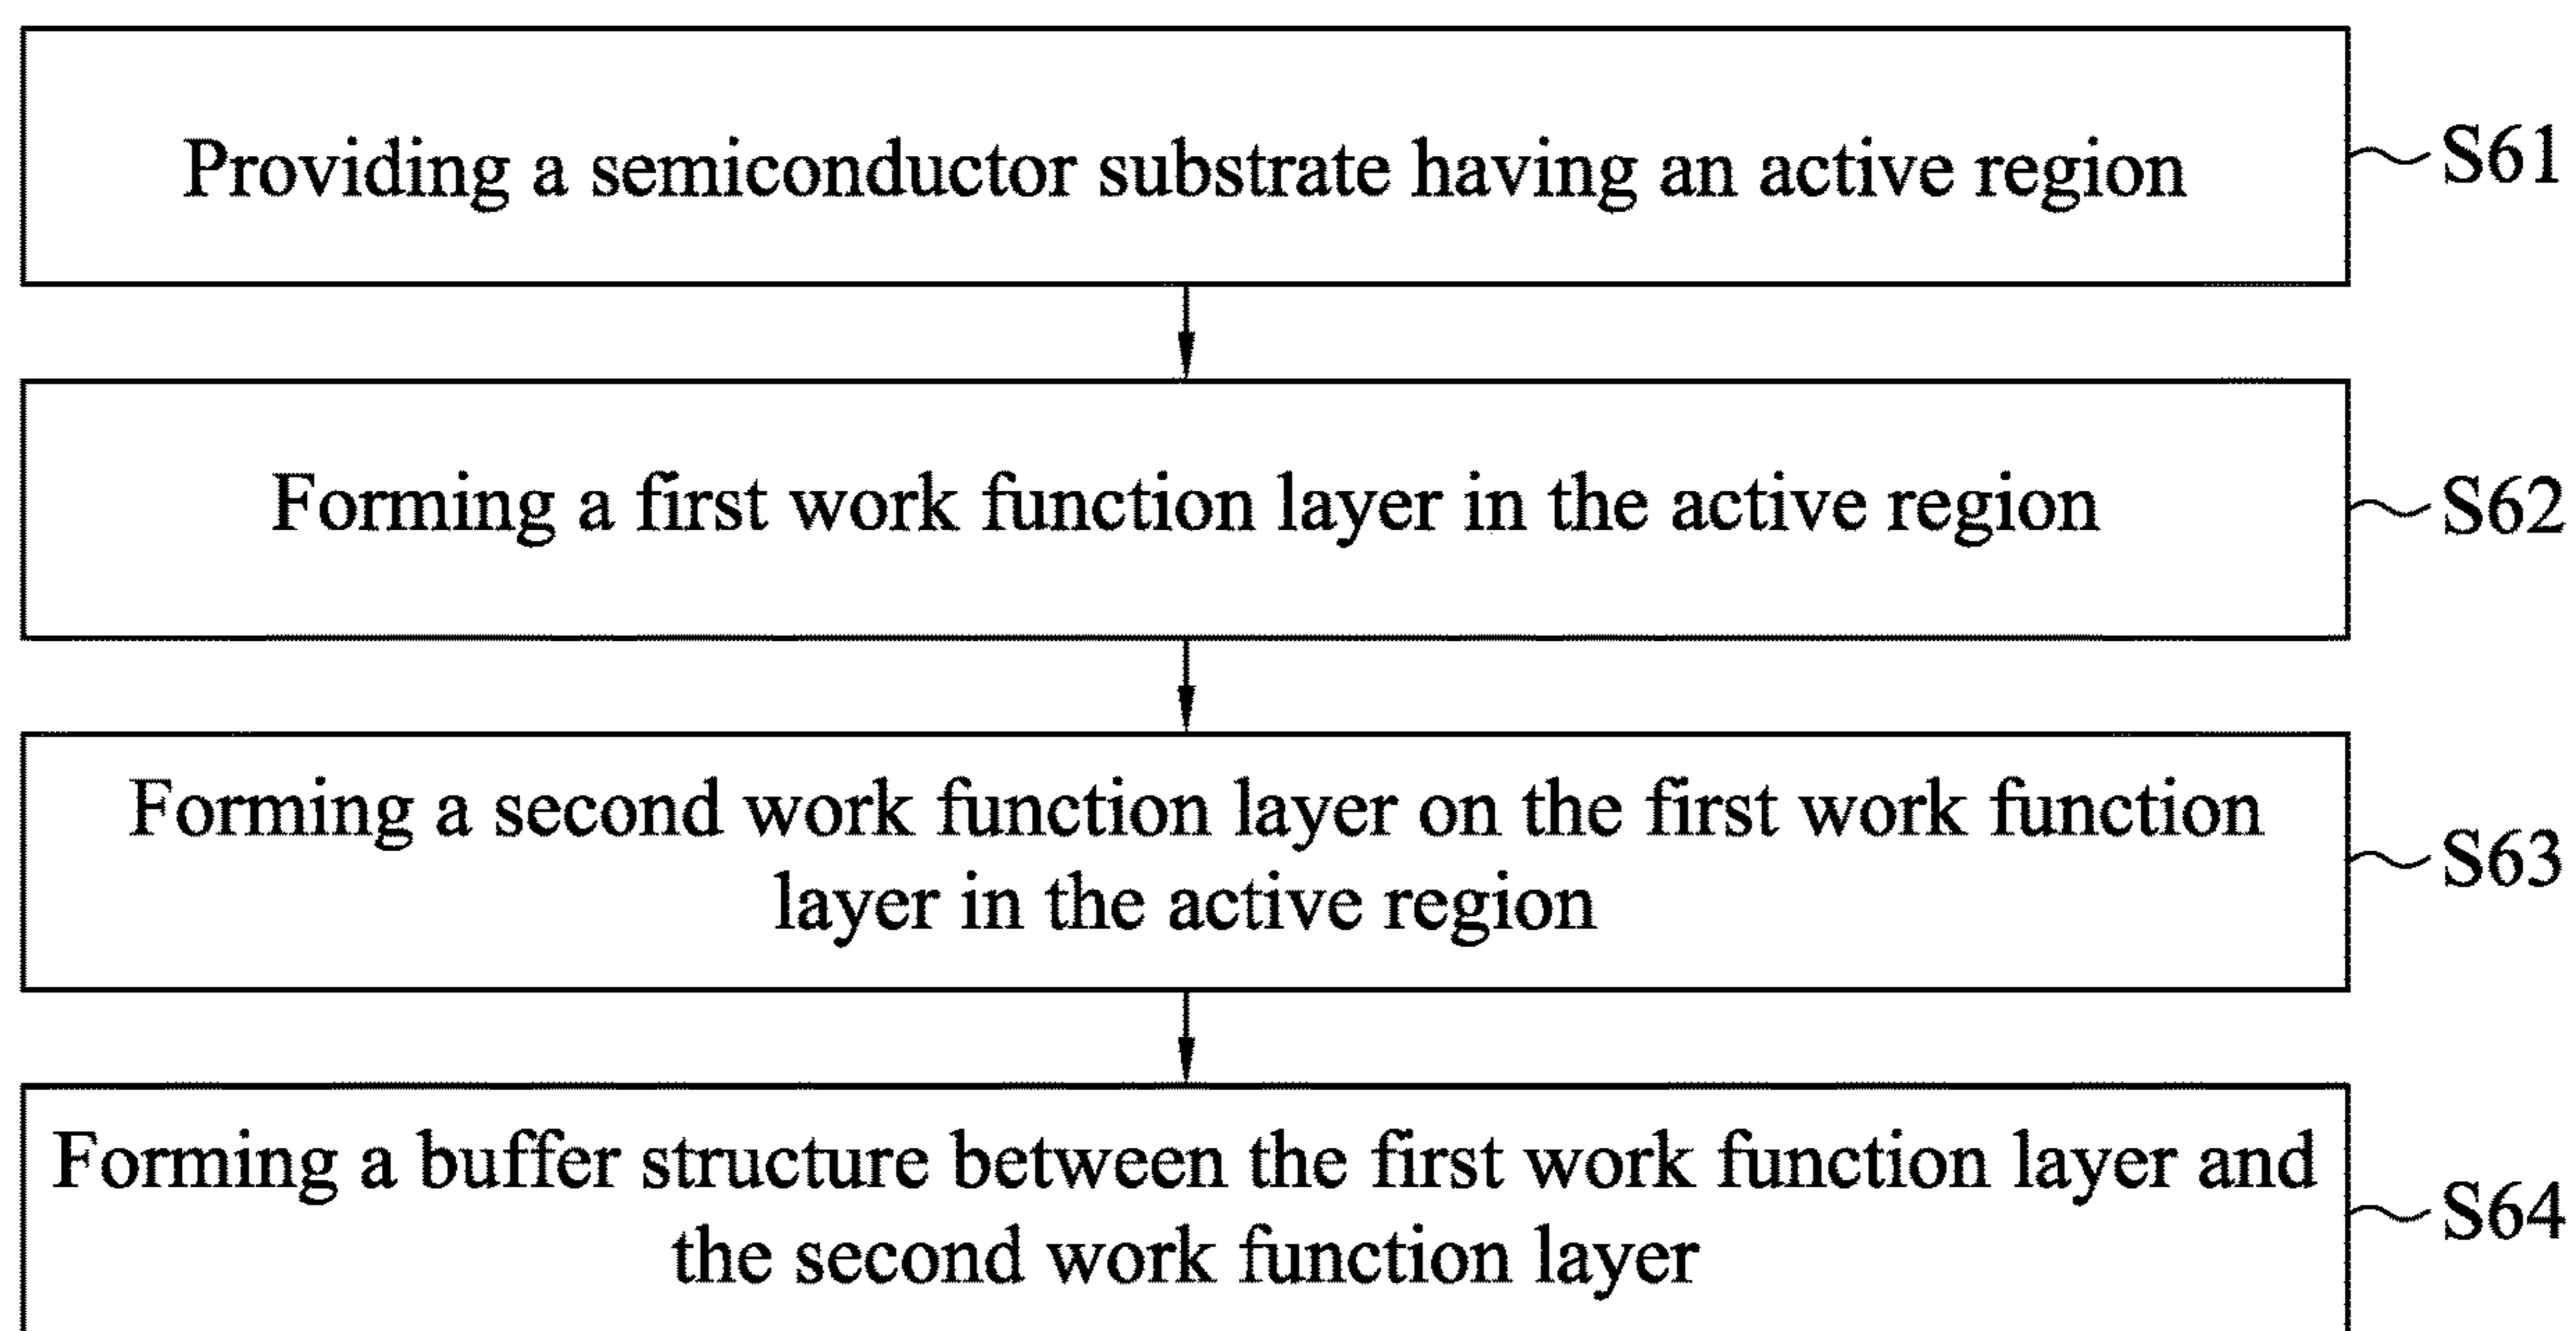 Providing a semiconductor substrate having an active region
S61
Forming a first work function layer in the active region
S62
Forming a second work function layer on the first work function
layer in the active region
S63
Forming a buffer structure between the first work function layer and
the second work function layer
S64